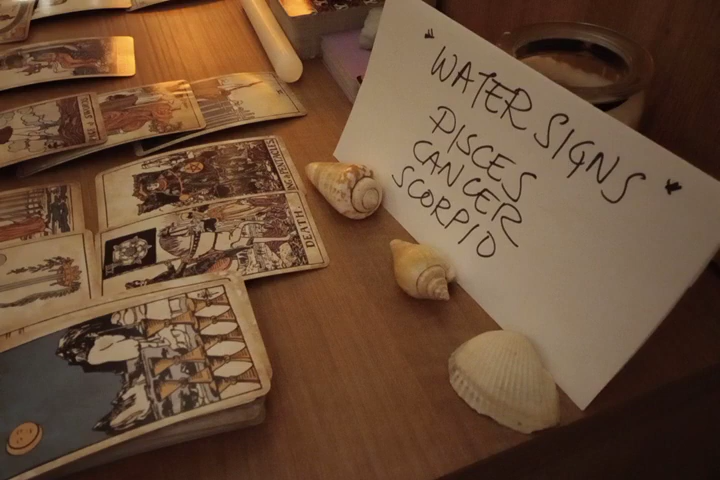 "WATER SIGNS"
PISCES
CANCER
SCORPIO
DEATH